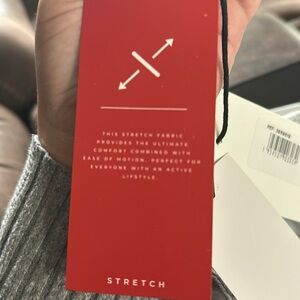 THIS STRETCH FABRIC
PROVIDES THE ULTIMATE
COMFORT COMBINED WITH
EASE OF MOTION. PERFECT FOR
EVERYONE WITH AN ACTIVE
LIFSTYLE.
STRETCH